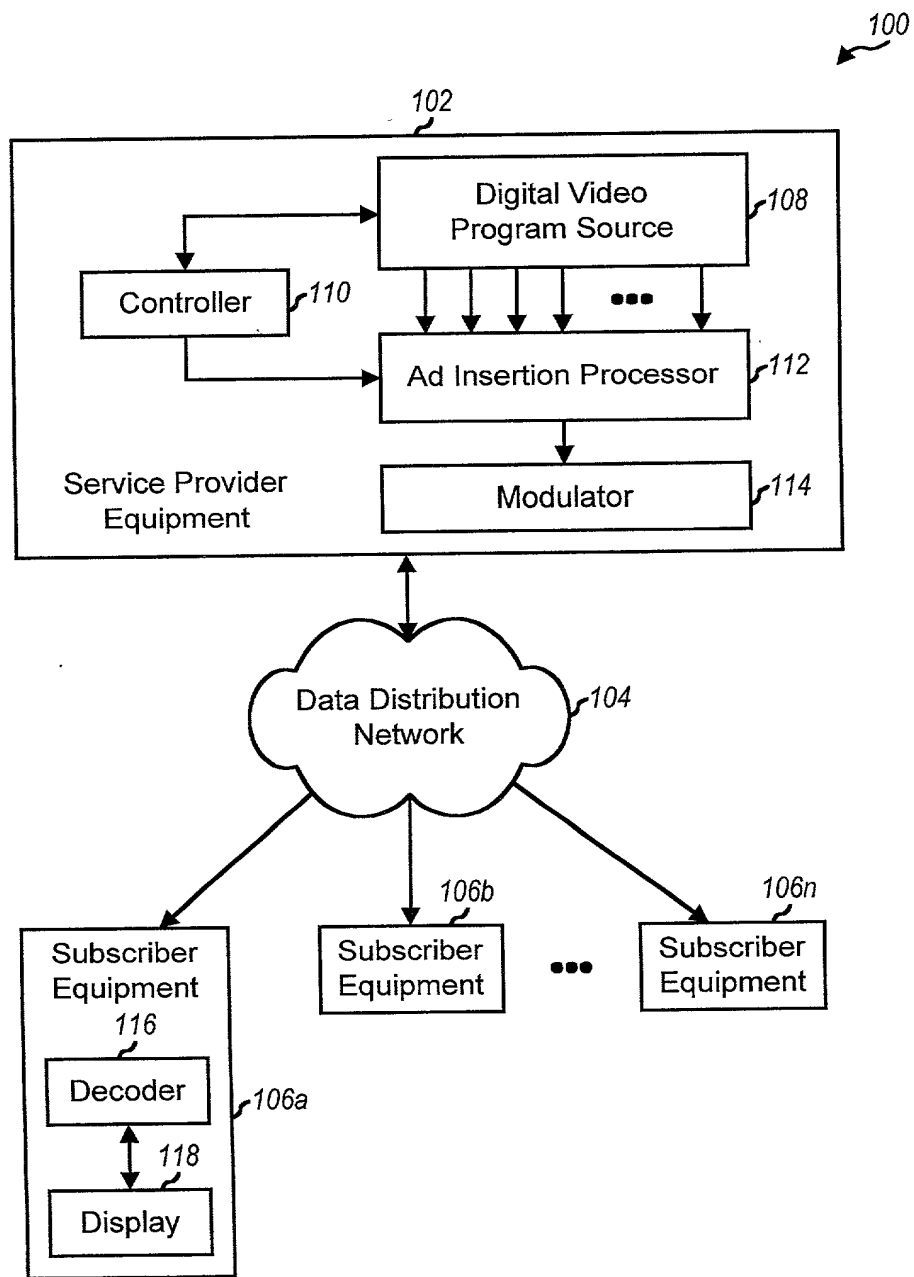 100
102
Digital Video
Program Source
108
Controller
110
Ad Insertion Processor
112
Service Provider
Equipment
Modulator
114
Data Distribution
Network
104
106b
106n
Subscriber
Equipment
Subscriber
Equipment
Subscriber
Equipment
116
Decoder
106a
118
Display